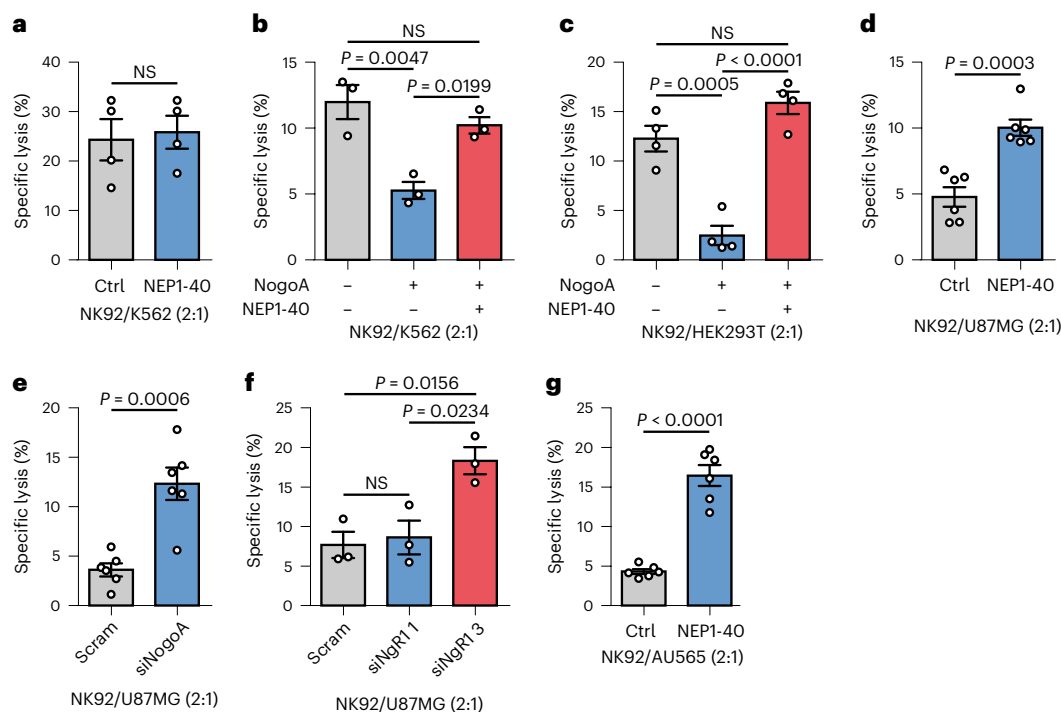 a
NS
40
30
20
10
0
Specific lysis (%)
Ctrl NEP1-40
NK92/K562 (2:1)
b
NS
P = 0.0047
P = 0.0199
15
10
5
0
Specific lysis (%)
NogoA – + +
NEP1-40 – – +
NK92/K562 (2:1)
c
NS
P < 0.0001
P = 0.0005
20
15
10
5
0
Specific lysis (%)
NogoA – + +
NEP1-40 – – +
NK92/HEK293T (2:1)
d
P = 0.0003
15
10
5
0
Specific lysis (%)
Ctrl NEP1-40
NK92/U87MG (2:1)
e
P = 0.0006
20
15
10
5
0
Specific lysis (%)
Scram siNogoA
NK92/U87MG (2:1)
f
P = 0.0156
P = 0.0234
NS
25
20
15
10
5
0
Specific lysis (%)
Scram siNgR1 1 siNgR1 3
NK92/U87MG (2:1)
g
P < 0.0001
25
20
15
10
5
0
Specific lysis (%)
Ctrl NEP1-40
NK92/AU565 (2:1)